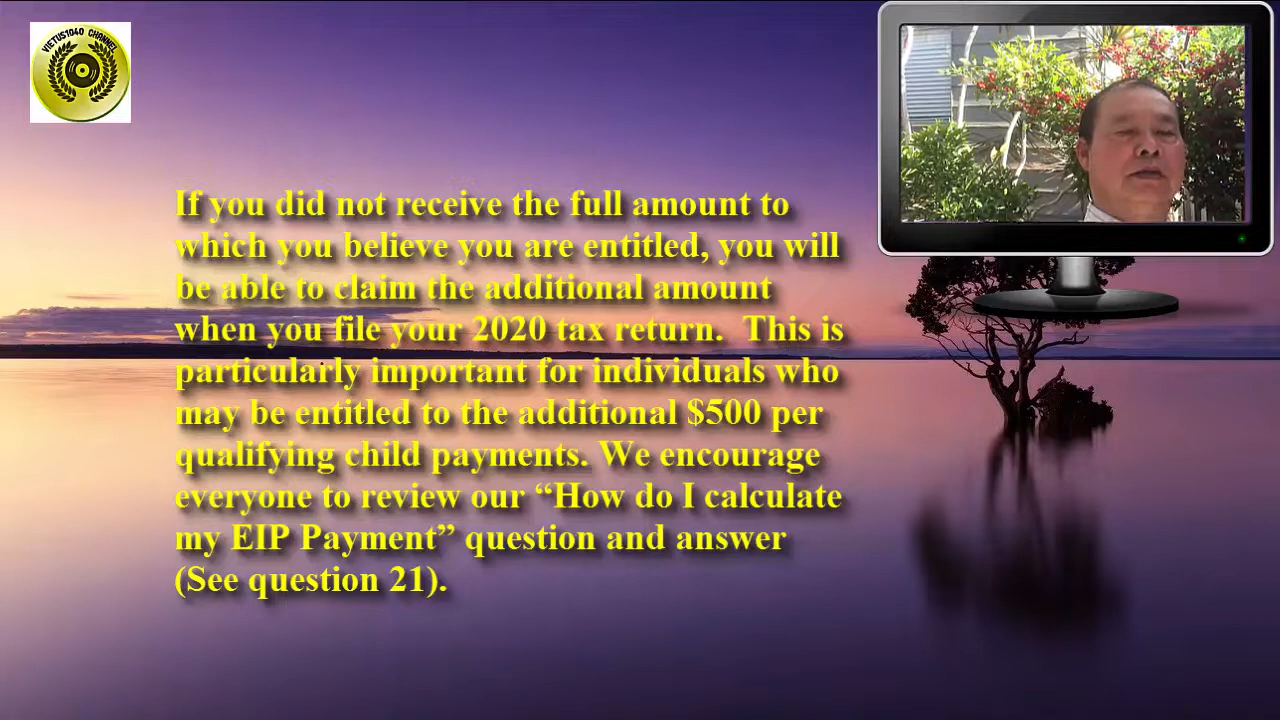 VIETUS1040 CHANNEL
If you did not receive the full amount to
which you believe you are entitled, you will
be able to claim the additional amount
when you file your 2020 tax return.  This is
particularly important for individuals who
may be entitled to the additional $500 per
qualifying child payments. We encourage
everyone to review our “How do I calculate
my EIP Payment” question and answer
(See question 21).